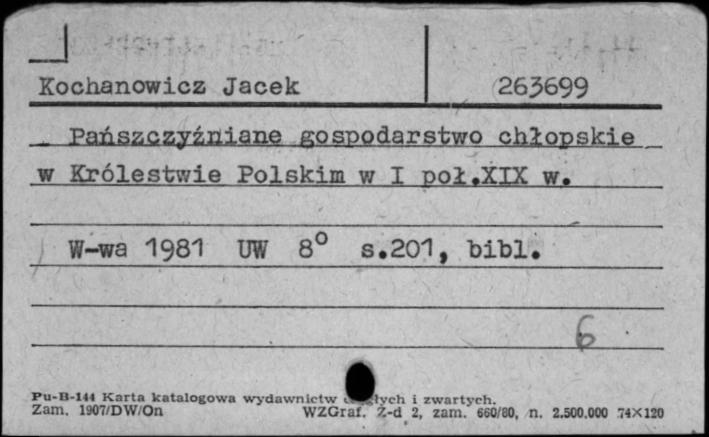 Kochanowicz Jacek 263699
Pańszczyźniane gospodarstwo chłopskie
w Królestwie Polskim w I poł.XIX w.
W-wa 1981 UW 8° s.201, bibl.
6
Pu-B-144 Karta katalogowa wydawnictw i zwartych.
Zam. 1907/DW/On WZGraf. Z-d 2, zam. 660/80, n. 2.500.000 74×120